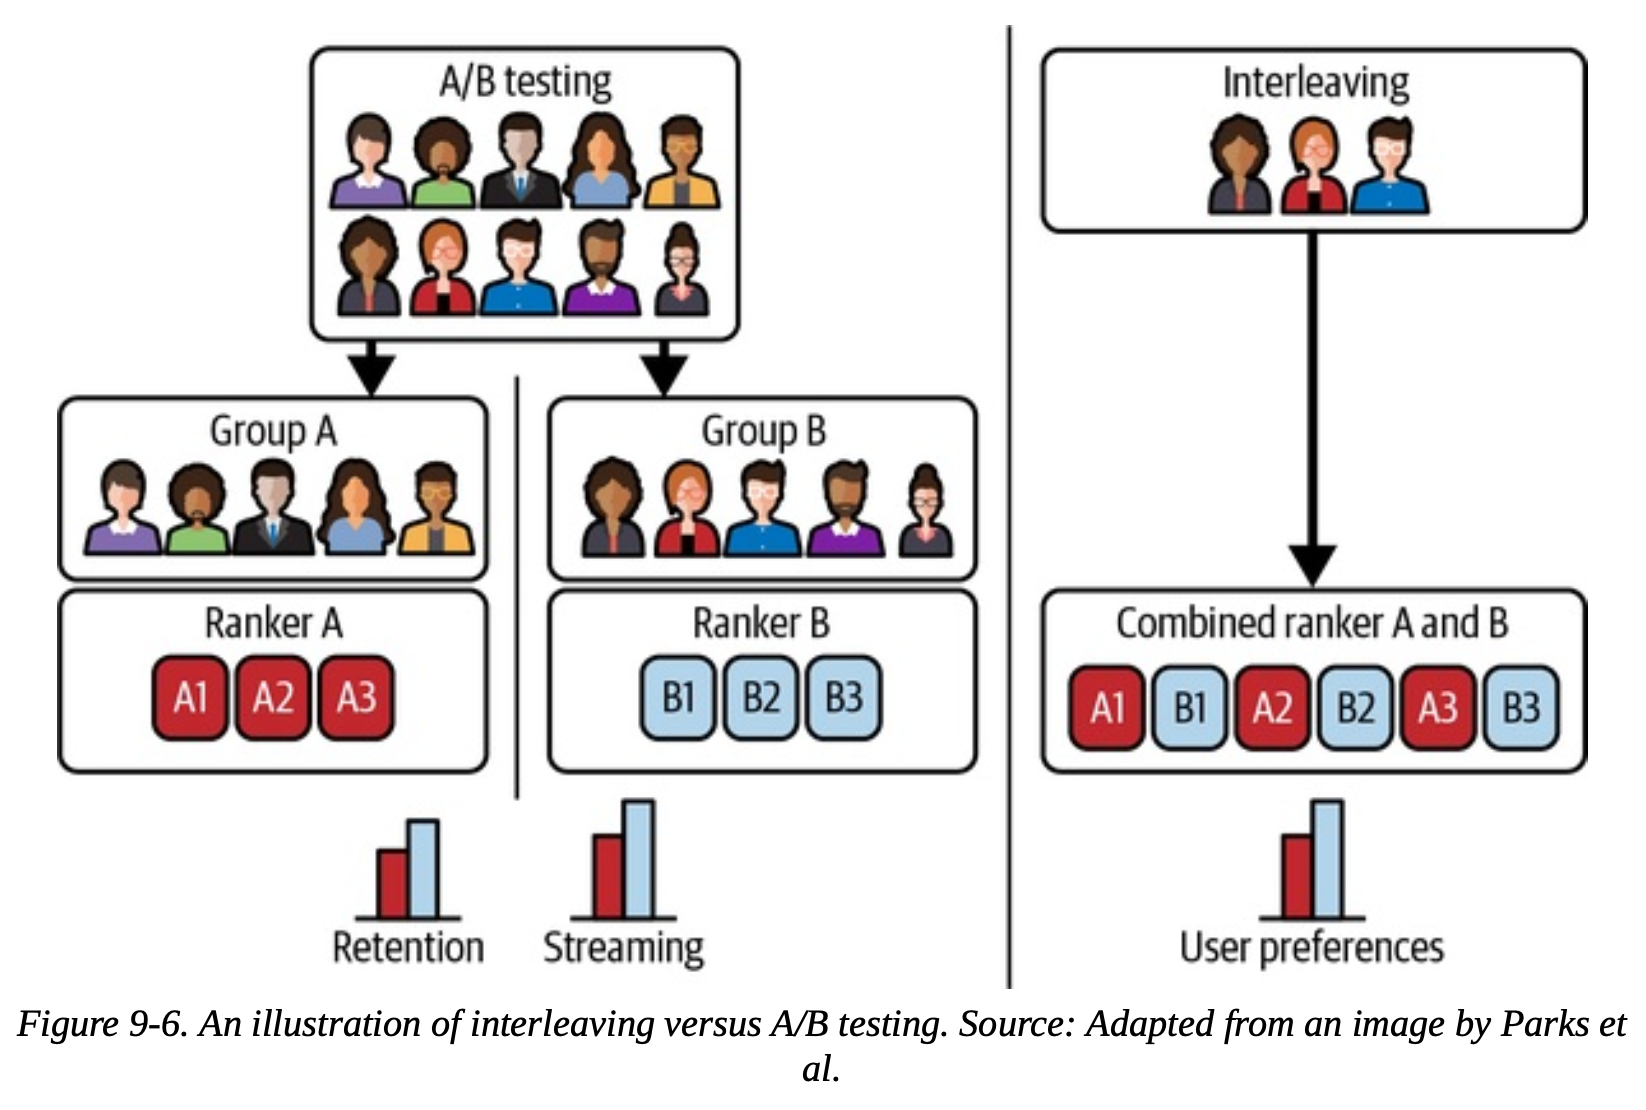 A/B testing
Group A
Ranker A
A1 A2 A3
Group B
Ranker B
B1 B2 B3
Retention
Streaming
Interleaving
Combined ranker A and B
A1 B1 A2 B2 A3 B3
User preferences
Figure 9-6. An illustration of interleaving versus A/B testing. Source: Adapted from an image by Parks et
al.